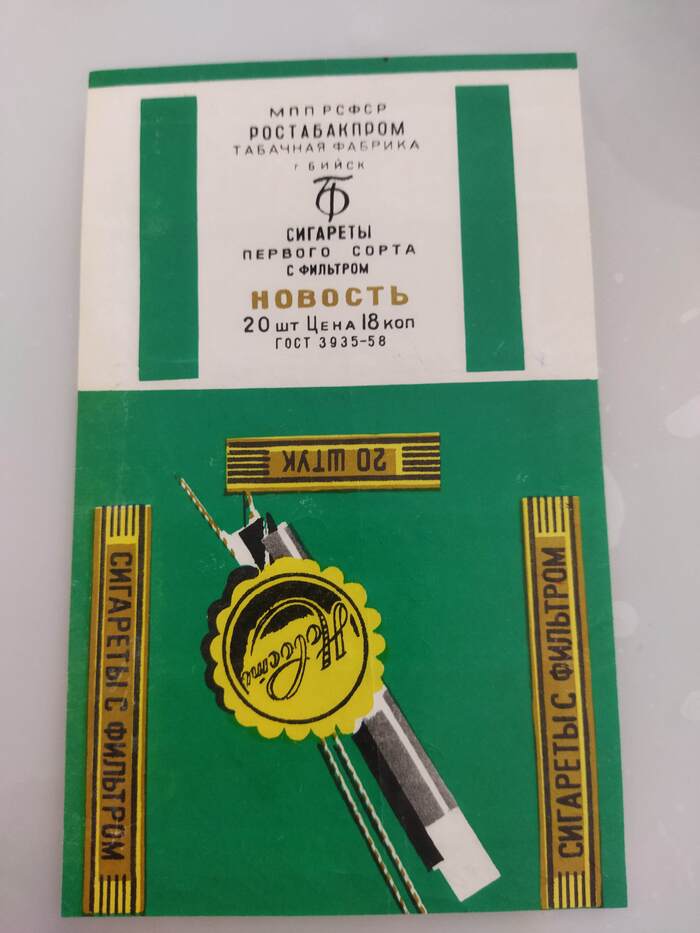 МПП РСФСР
РОСТАБАКПРОМ
ТАБАЧНАЯ ФАБРИКА
г БИЙСК
ТФ
СИГАРЕТЫ
ПЕРВОГО СОРТА
С ФИЛЬТРОМ
НОВОСТЬ
20 ШТ ЦЕНА 18 КОП
ГОСТ 3935-58
20 ШТУК
СИГАРЕТЫ С ФИЛЬТРОМ
Новость
СИГАРЕТЫ С ФИЛЬТРОМ